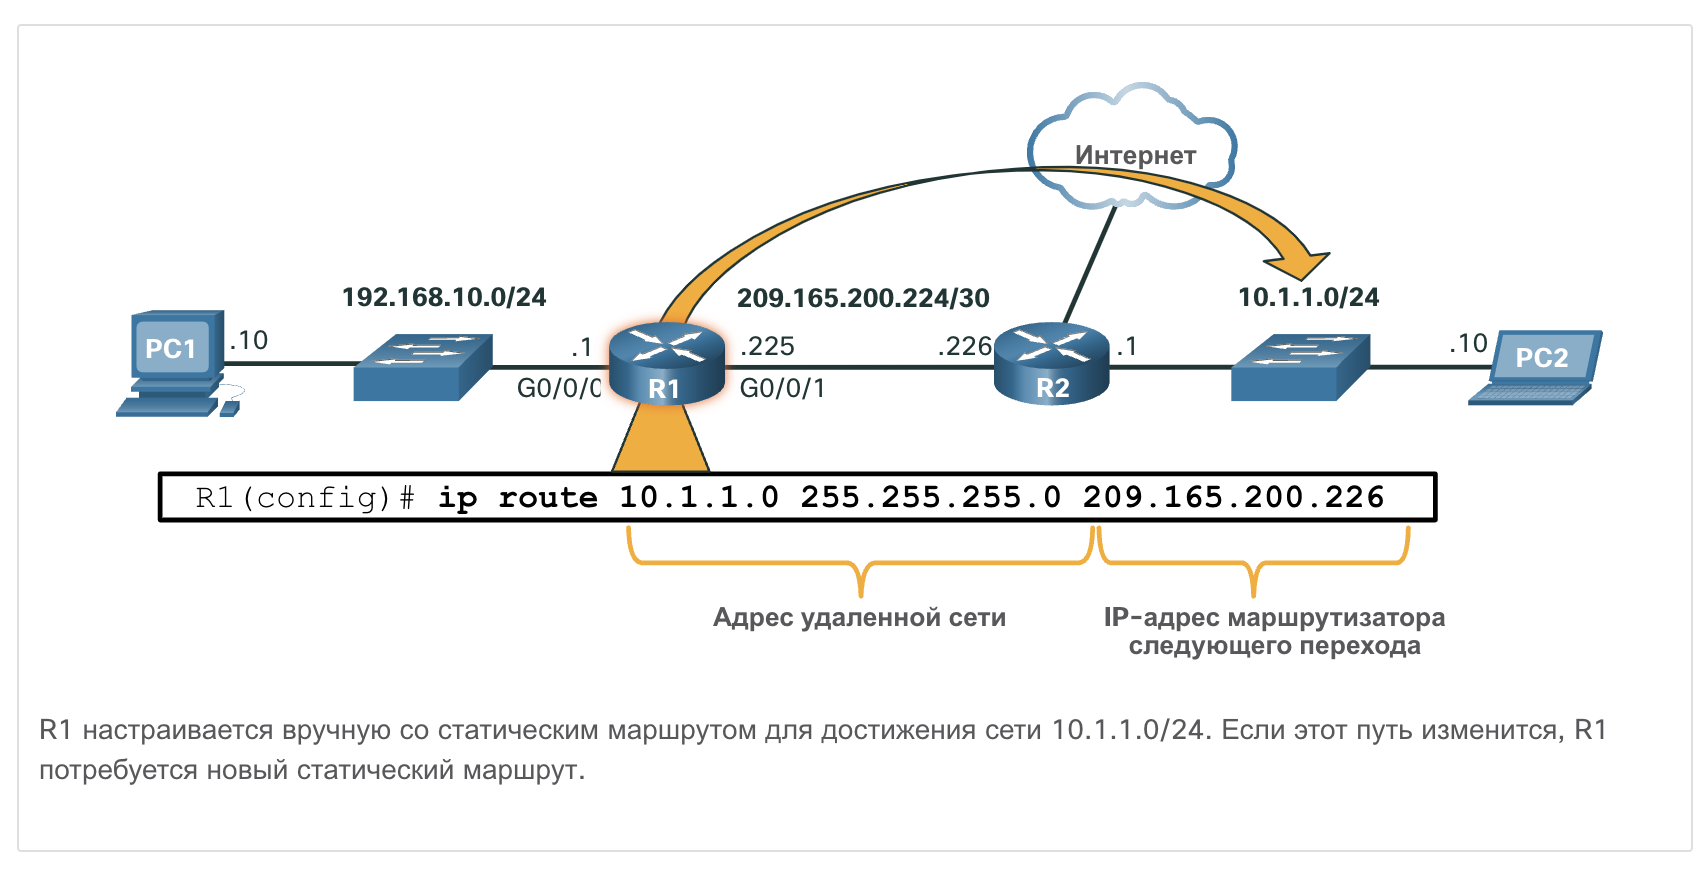 Интернет
192.168.10.0/24
209.165.200.224/30
10.1.1.0/24
PC1
.10
.1
.225
.226
.1
.10
PC2
G0/0/0
R1
G0/0/1
R2
R1(config)# ip route 10.1.1.0 255.255.255.0 209.165.200.226
Адрес удаленной сети
IP-адрес маршрутизатора
следующего перехода
R1 настраивается вручную со статическим маршрутом для достижения сети 10.1.1.0/24. Если этот путь изменится, R1
потребуется новый статический маршрут.